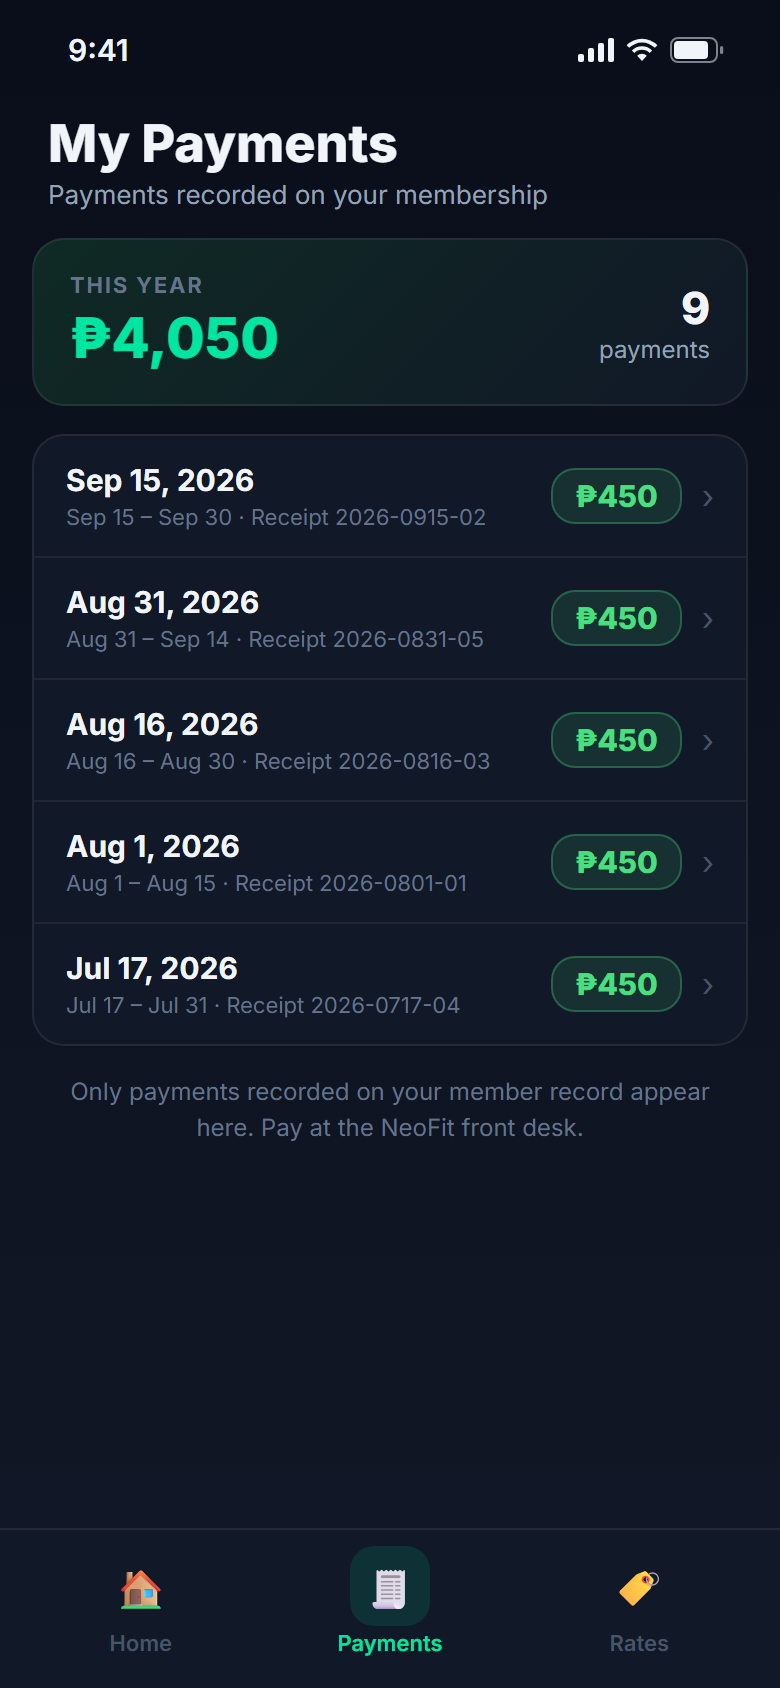 9:41
My Payments
Payments recorded on your membership
THIS YEAR
₱4,050
9
payments
Sep 15, 2026
Sep 15 – Sep 30 · Receipt 2026-0915-02
₱450
Aug 31, 2026
Aug 31 – Sep 14 · Receipt 2026-0831-05
₱450
Aug 16, 2026
Aug 16 – Aug 30 · Receipt 2026-0816-03
₱450
Aug 1, 2026
Aug 1 – Aug 15 · Receipt 2026-0801-01
₱450
Jul 17, 2026
Jul 17 – Jul 31 · Receipt 2026-0717-04
₱450
Only payments recorded on your member record appear
here. Pay at the NeoFit front desk.
Home
Payments
Rates